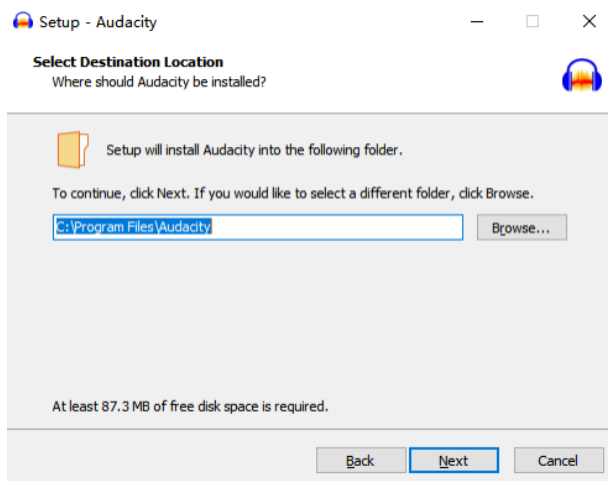 Setup - Audacity
Select Destination Location
Where should Audacity be installed?
Setup will install Audacity into the following folder.
To continue, click Next. If you would like to select a different folder, click Browse.
C:\Program Files\Audacity
Browse...
At least 87.3 MB of free disk space is required.
Back Next Cancel